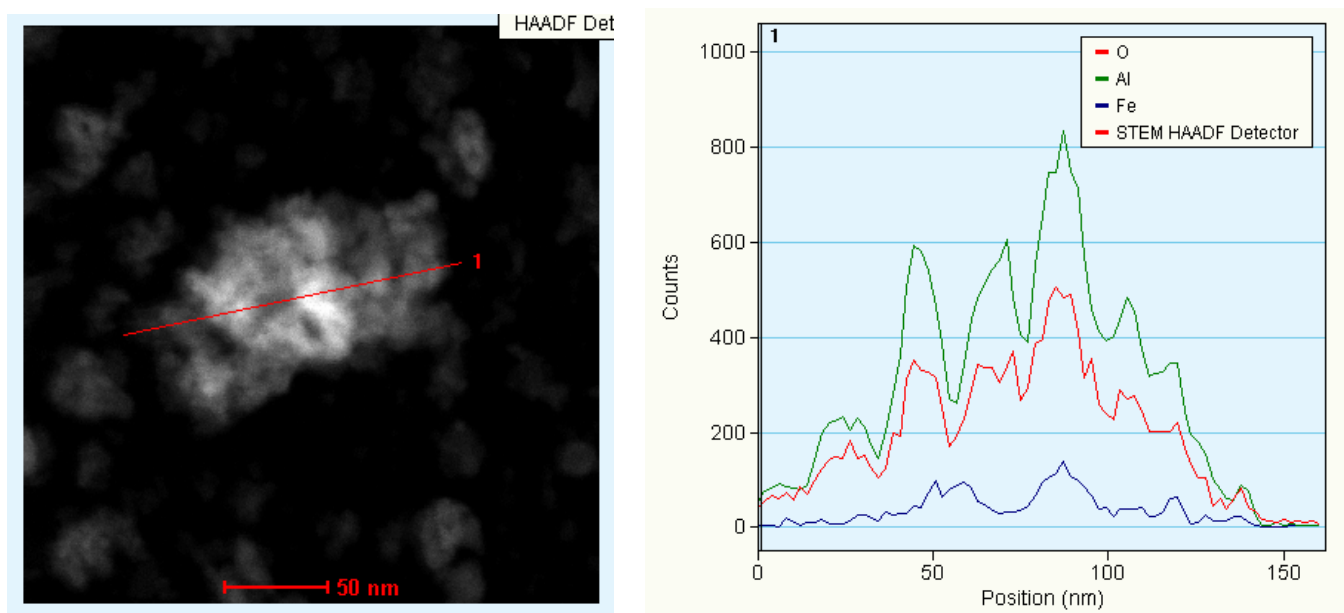 HAADF Det
1
50 nm
1
O
Al
Fe
STEM HAADF Detector
1000
800
600
400
200
0
Counts
0 50 100 150
Position (nm)